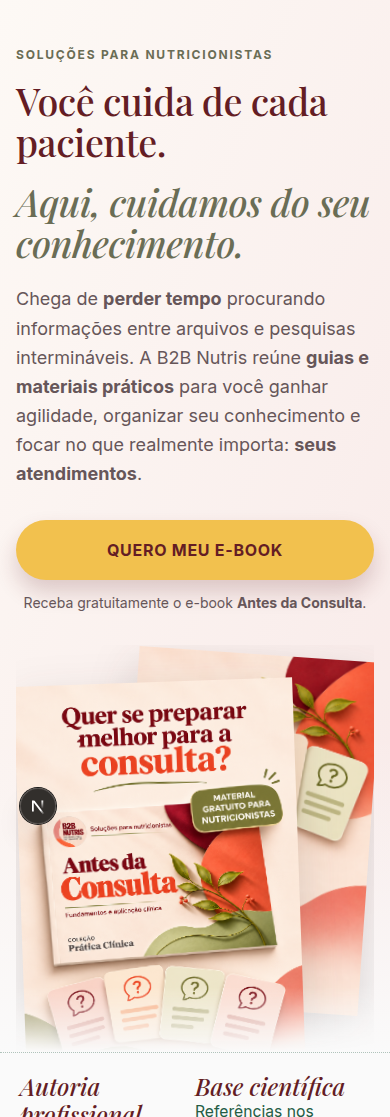 SOLUÇÕES PARA NUTRICIONISTAS
Você cuida de cada
paciente.
Aqui, cuidamos do seu
conhecimento.
Chega de perder tempo procurando
informações entre arquivos e pesquisas
intermináveis. A B2B Nutris reúne guias e
materiais práticos para você ganhar
agilidade, organizar seu conhecimento e
focar no que realmente importa: seus
atendimentos.
QUERO MEU E-BOOK
Receba gratuitamente o e-book Antes da Consulta.
Quer se preparar
melhor para a
consulta?
MATERIAL
GRATUITO PARA
NUTRICIONISTAS
N
B2B
NUTRIS
Soluções para nutricionistas
Antes da
Consulta
Fundamentos e aplicação clínica
COLEÇÃO
Prática Clínica
?
?
?
?
?
Autoria
profissional
Base científica
Referências nos